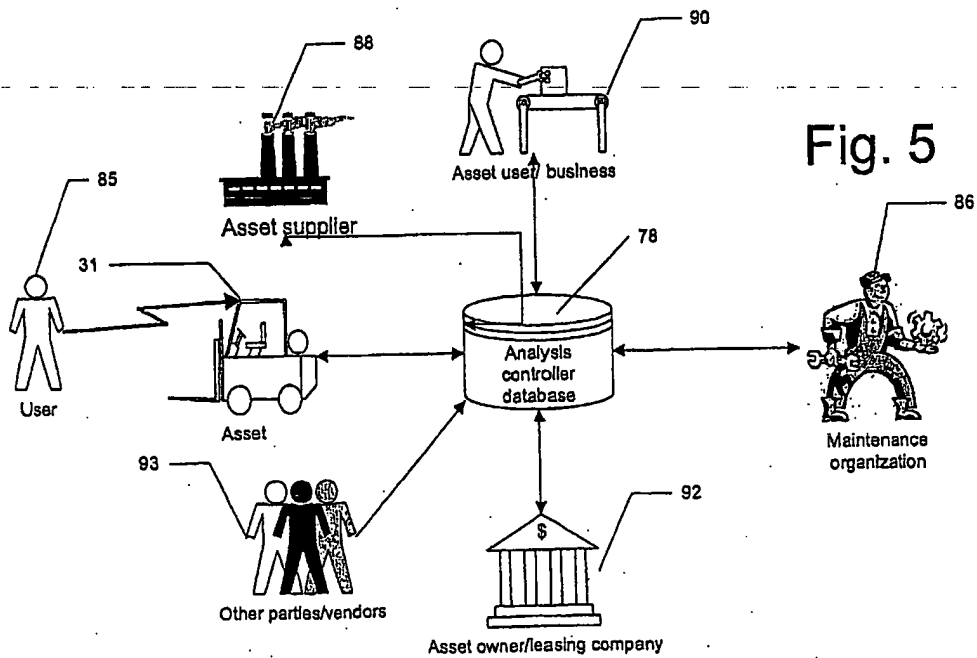 88
90
Fig. 5
85
Asset user/ business
86
Asset supplier
78
31
Analysis
controller
database
User
Asset
Maintenance
organization
93
92
$
Other parties/vendors
Asset owner/leasing company